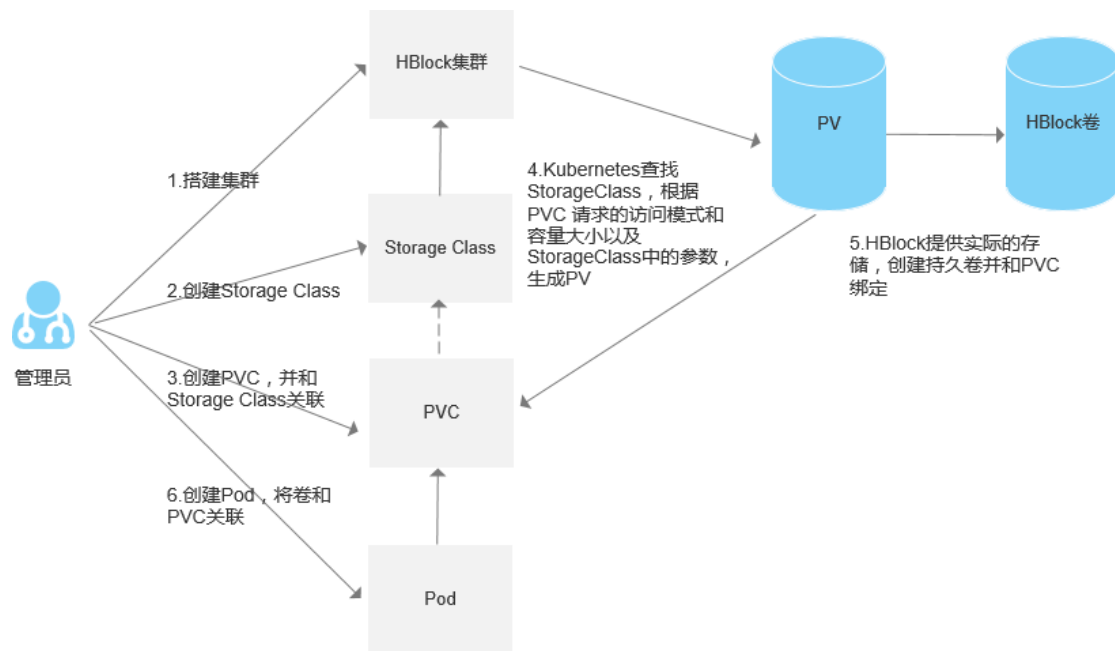 HBlock集群
PV
HBlock卷
1.搭建集群
4.Kubernetes查找
StorageClass，根据
PVC 请求的访问模式和
容量大小以及
StorageClass中的参数，
生成PV
Storage Class
5.HBlock提供实际的存
储，创建持久卷并和PVC
绑定
2.创建Storage Class
管理员
3.创建PVC，并和
Storage Class关联
PVC
6.创建Pod，将卷和
PVC关联
Pod